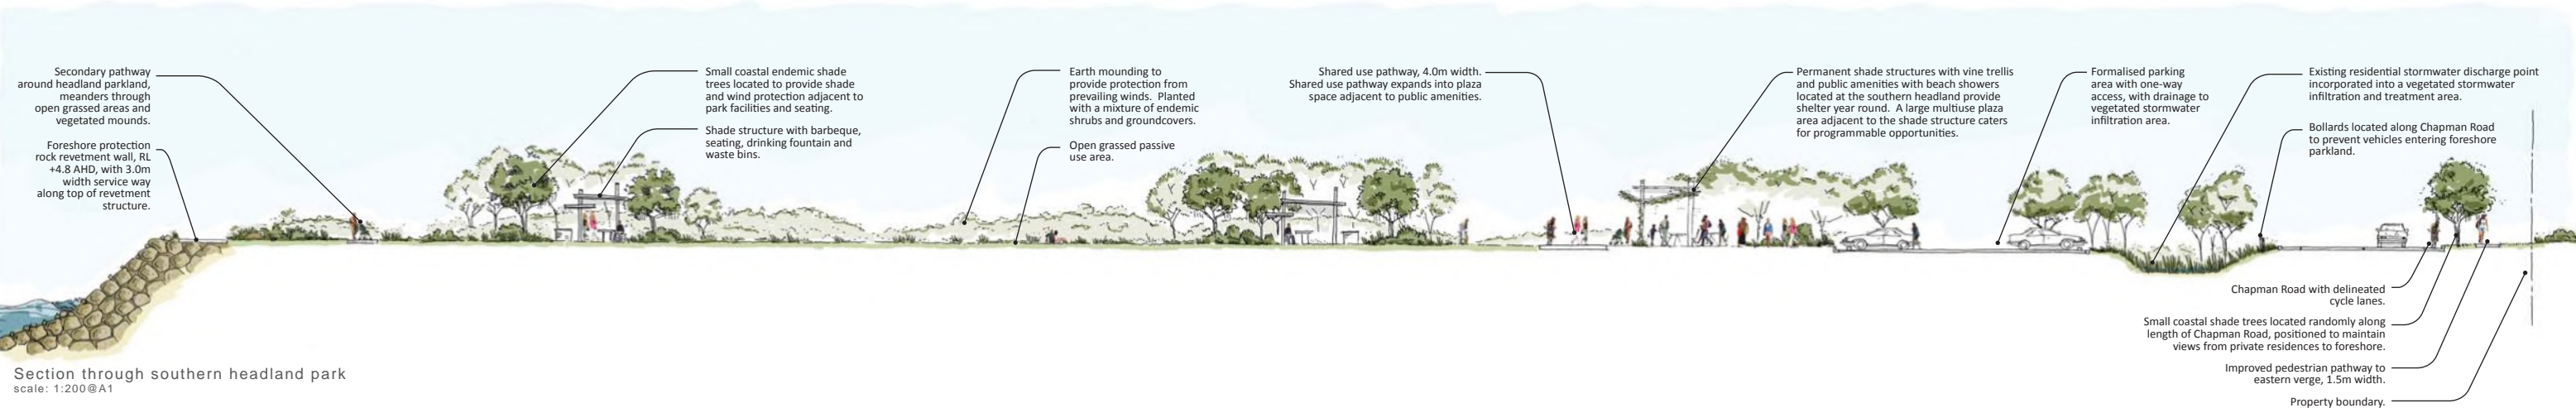 Secondary pathway
around headland parkland,
meanders through
open grassed areas and
vegetated mounds.
Foreshore protection
rock revetment wall, RL
+4.8 AHD, with 3.0m
width service way
along top of revetment
structure.
Small coastal endemic shade
trees located to provide shade
and wind protection adjacent to
park facilities and seating.
Shade structure with barbeque,
seating, drinking fountain and
waste bins.
Earth mounding to
provide protection from
prevailing winds.  Planted
with a mixture of endemic
shrubs and groundcovers.
Open grassed passive
use area.
Shared use pathway, 4.0m width.
Shared use pathway expands into plaza
space adjacent to public amenities.
Permanent shade structures with vine trellis
and public amenities with beach showers
located at the southern headland provide
shelter year round.  A large multiuse plaza
area adjacent to the shade structure caters
for programmable opportunities.
Formalised parking
area with one-way
access, with drainage to
vegetated stormwater
infiltration area.
Existing residential stormwater discharge point
incorporated into a vegetated stormwater
infiltration and treatment area.
Bollards located along Chapman Road
to prevent vehicles entering foreshore
parkland.
Chapman Road with delineated
cycle lanes.
Small coastal shade trees located randomly along
length of Chapman Road, positioned to maintain
views from private residences to foreshore.
Improved pedestrian pathway to
eastern verge, 1.5m width.
Property boundary.
Section through southern headland park
scale: 1:200@A1